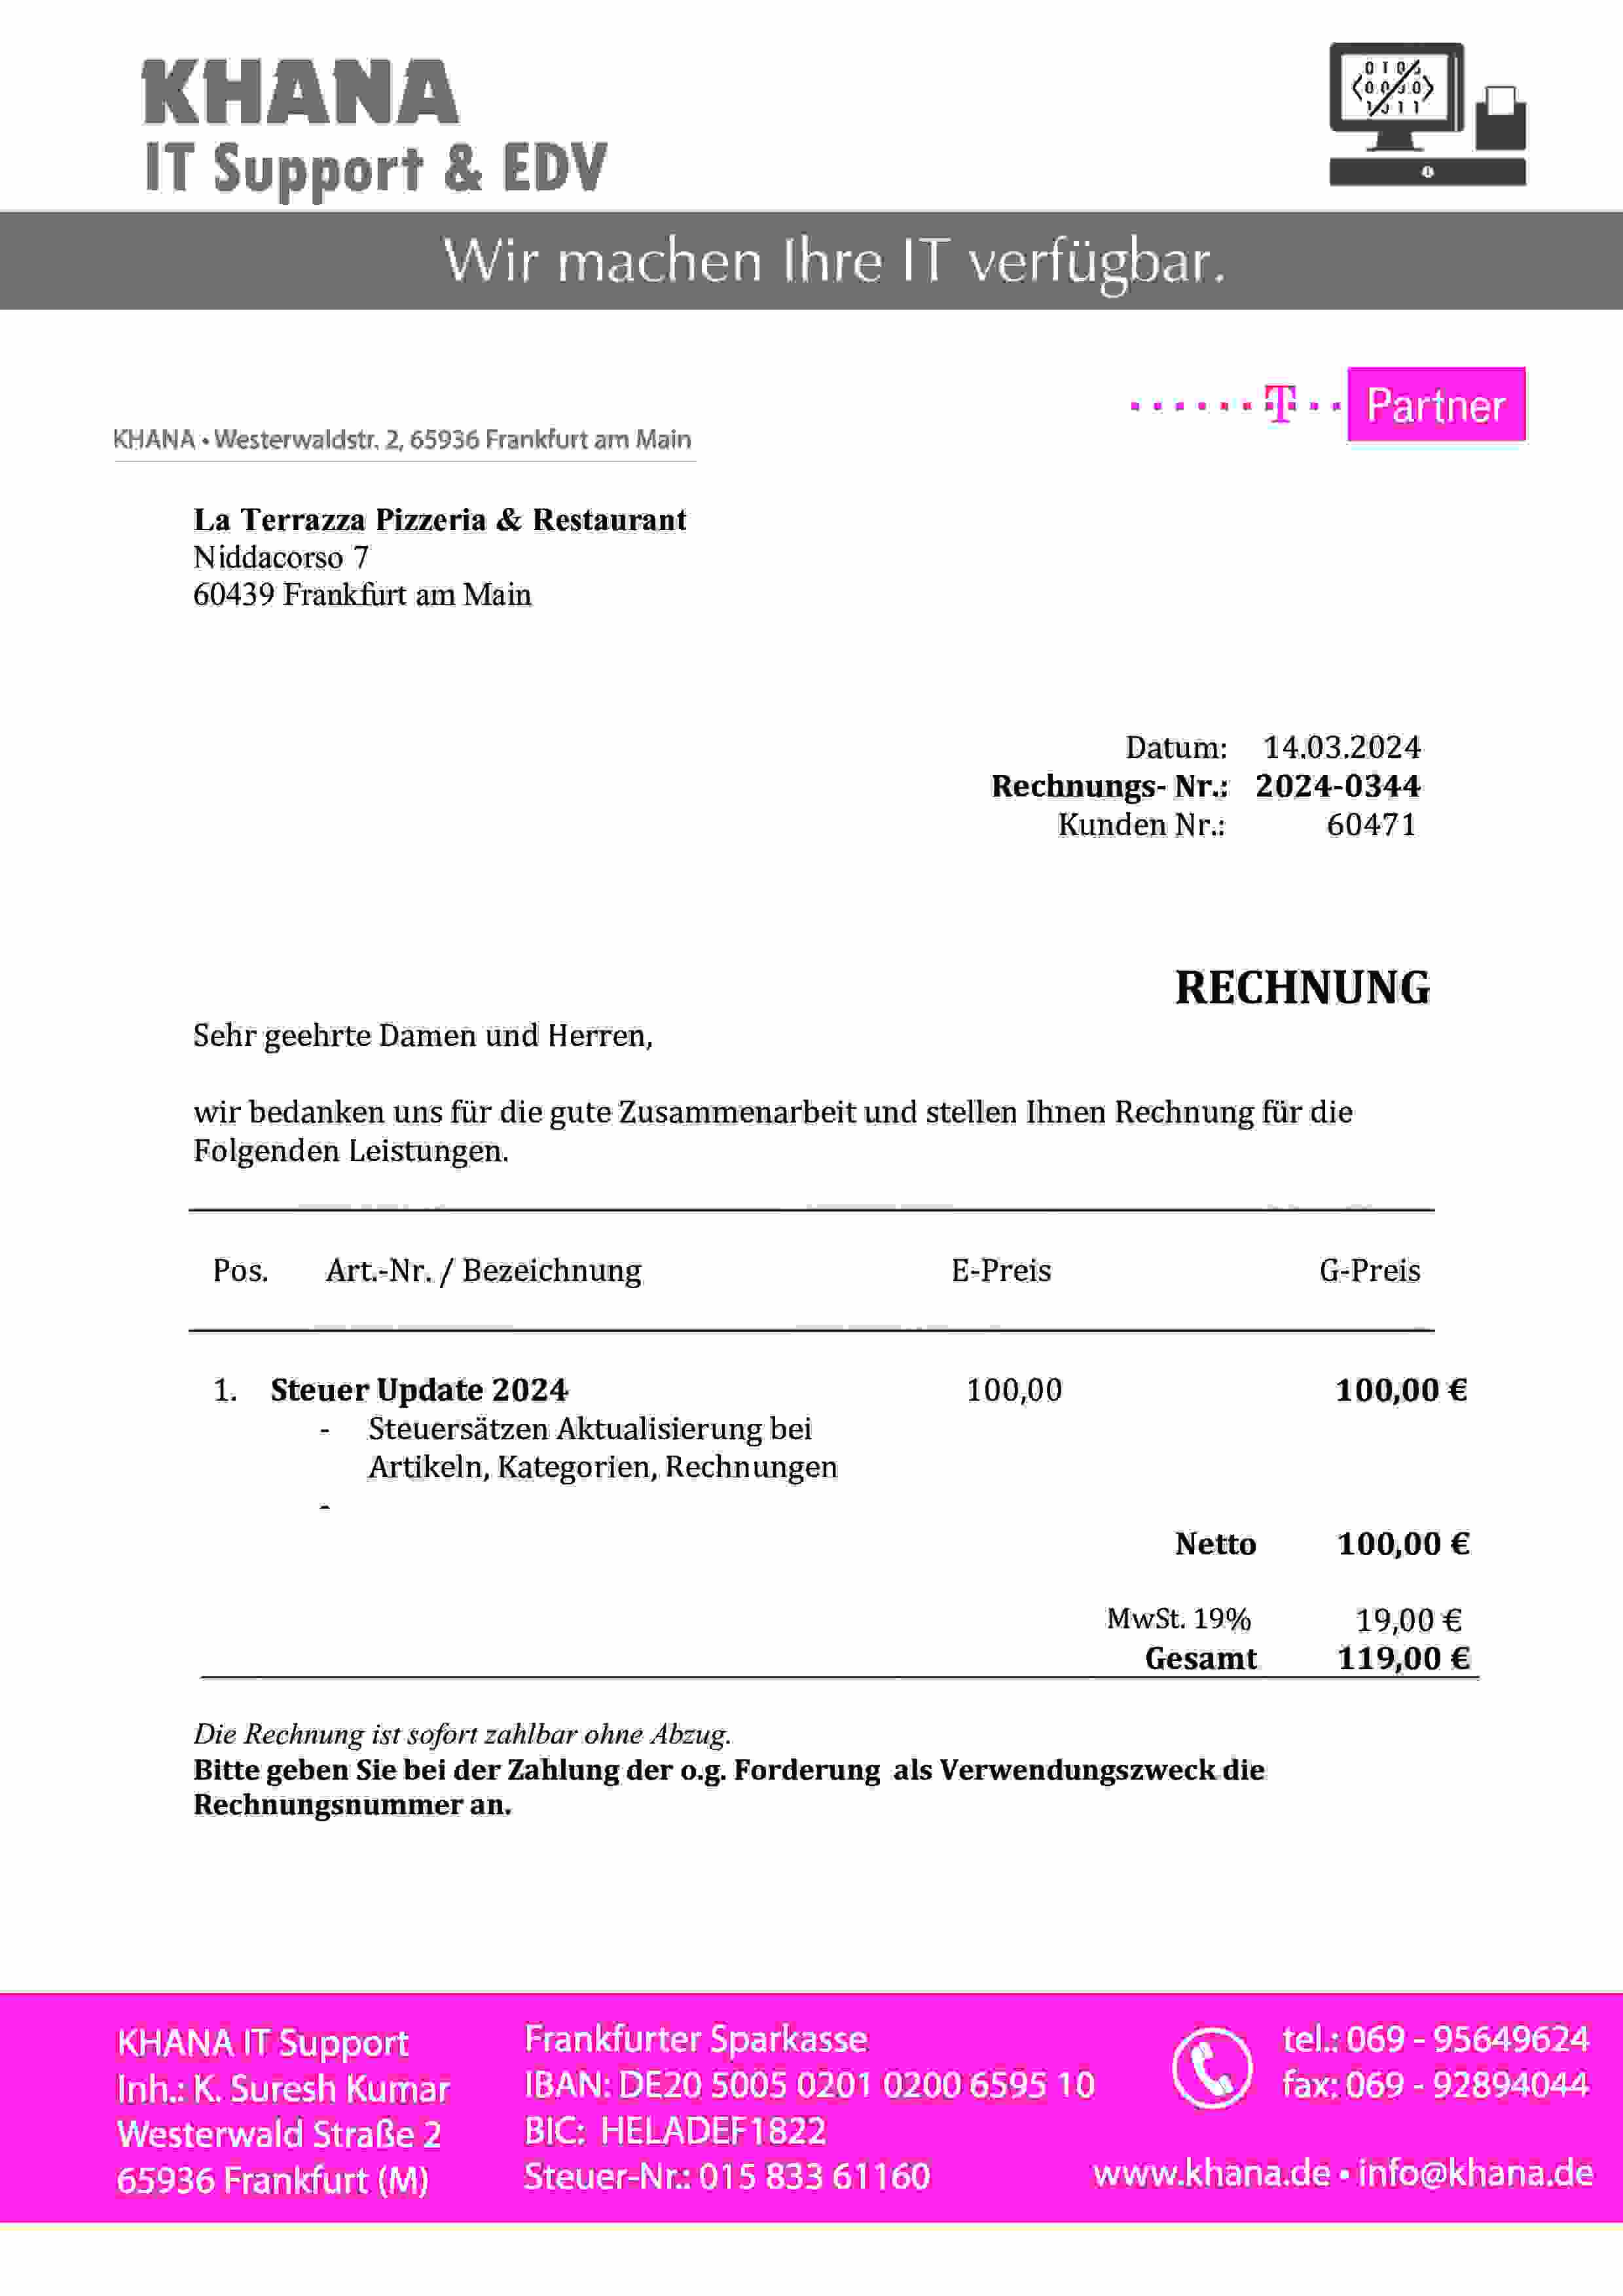 KHANA
IT Support & EDV
Wir machen Ihre IT verfügbar.
T Partner
KHANA • Westerwaldstr. 2, 65936 Frankfurt am Main
La Terrazza Pizzeria & Restaurant
Niddacorso 7
60439 Frankfurt am Main
Datum: 14.03.2024
Rechnungs- Nr.: 2024-0344
Kunden Nr.: 60471
RECHNUNG
Sehr geehrte Damen und Herren,
wir bedanken uns für die gute Zusammenarbeit und stellen Ihnen Rechnung für die
Folgenden Leistungen.
Pos. Art.-Nr. / Bezeichnung E-Preis G-Preis
1. Steuer Update 2024 100,00 100,00 €
- Steuersätzen Aktualisierung bei
Artikeln, Kategorien, Rechnungen
-
Netto 100,00 €
MwSt. 19% 19,00 €
Gesamt 119,00 €
Die Rechnung ist sofort zahlbar ohne Abzug.
Bitte geben Sie bei der Zahlung der o.g. Forderung als Verwendungszweck die
Rechnungsnummer an.
KHANA IT Support
Inh.: K. Suresh Kumar
Westerwald Straße 2
65936 Frankfurt (M)
Frankfurter Sparkasse
IBAN: DE20 5005 0201 0200 6595 10
BIC: HELADEF1822
Steuer-Nr.: 015 833 61160
tel.: 069 - 95649624
fax: 069 - 92894044
www.khana.de • info@khana.de